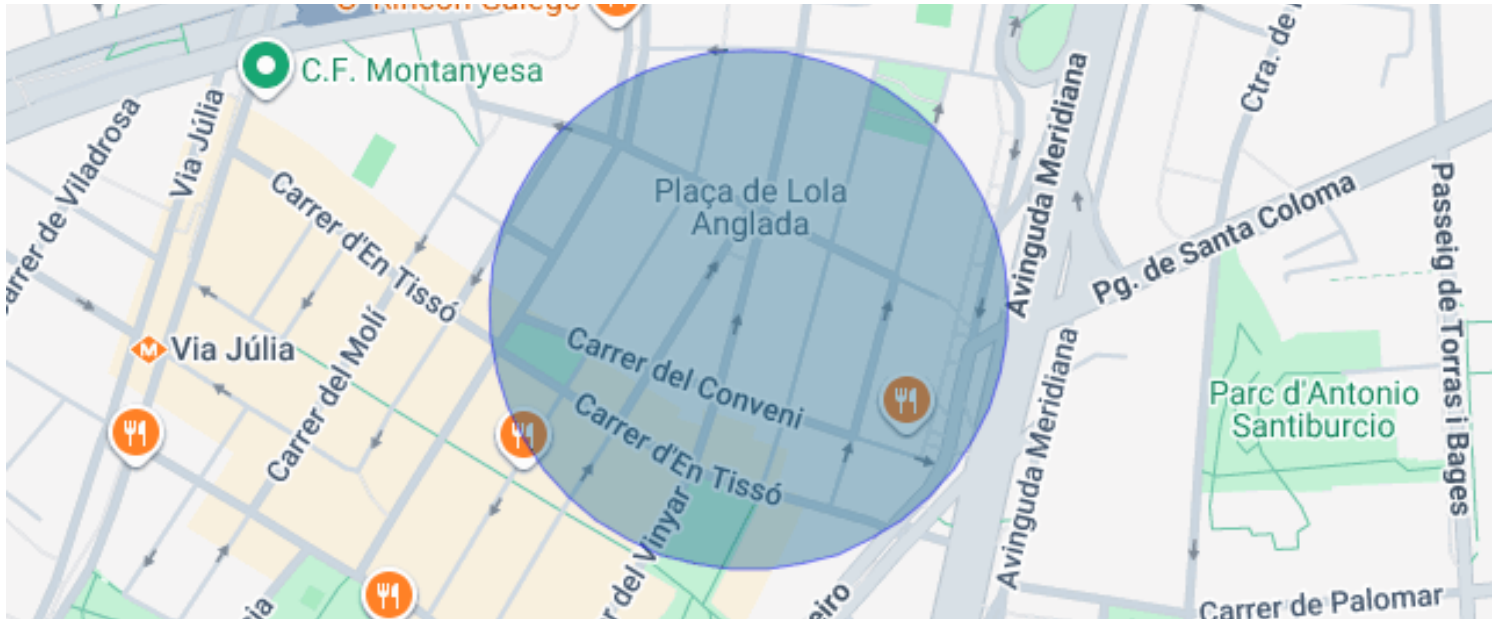 C.F. Montanyesa
Via Júlia
Avinguda Meridiana
Ctra. de
Pg. de Santa Coloma
Passeig de Torras i Bages
Plaça de Lola
Anglada
Carrer d'En Tissó
de Viladrosa
Via Júlia
Carrer del Molí
Carrer del Conveni
Carrer d'En Tissó
Avinguda Meridiana
Parc d'Antonio
Santiburcio
del Vinyar
Carrer de Palomar